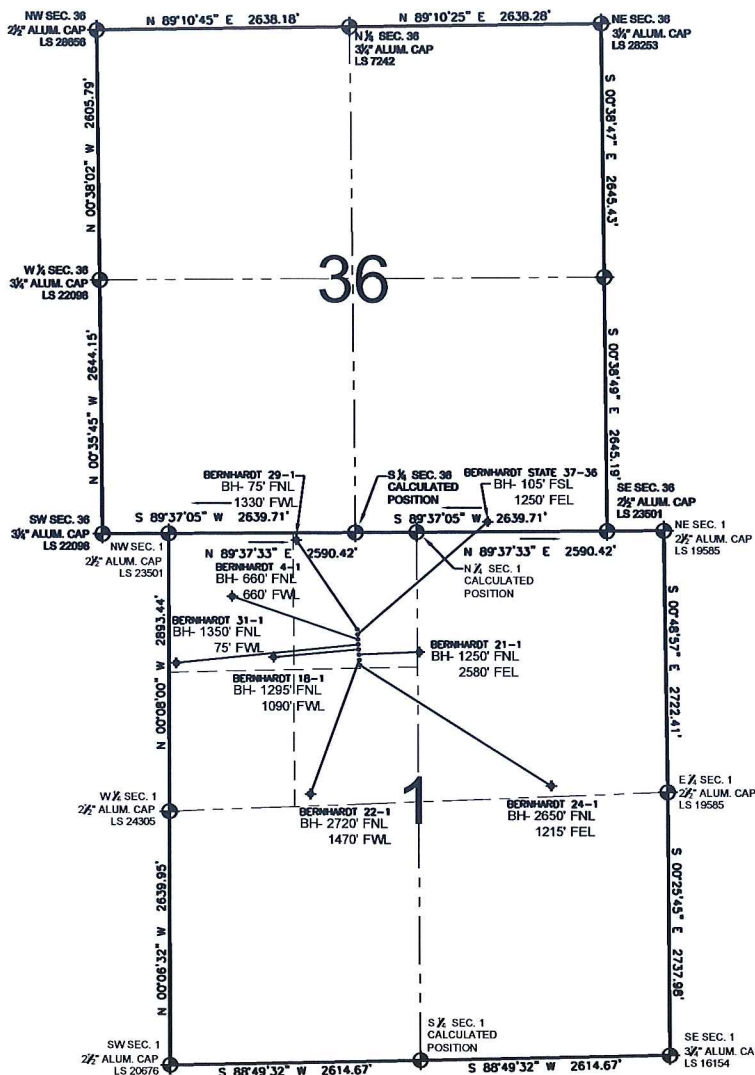 NW SEC. 36
2½" ALUM. CAP
LS 28656
N 89°10'45" E 2638.18'
N ¼ SEC. 36
3¼" ALUM. CAP
LS 7242
N 89°10'25" E 2638.28'
NE SEC. 36
3¼" ALUM. CAP
LS 28253
N 00°38'02" W 2605.79'
S 00°38'47" E 2645.43'
W ¼ SEC. 36
3¼" ALUM. CAP
LS 22098
36
N 00°35'45" W 2644.15'
S 00°38'49" E 2645.19'
BERNHARDT 29-1
BH- 75' FNL
1330' FWL
S ¼ SEC. 36
CALCULATED
POSITION
BERNHARDT STATE 37-36
BH- 105' FSL
1250' FEL
SE SEC. 36
2½" ALUM. CAP
LS 23501
SW SEC. 36
3¼" ALUM. CAP
LS 22098
S 89°37'05" W 2639.71'
S 89°37'05" W 2639.71'
NW SEC. 1
2½" ALUM. CAP
LS 23501
N 89°37'33" E 2590.42'
N 89°37'33" E 2590.42'
NE SEC. 1
2½" ALUM. CAP
LS 19585
N ¼ SEC. 1
CALCULATED
POSITION
BERNHARDT 4-1
BH- 660' FNL
660' FWL
BERNHARDT 31-1
BH- 1350' FNL
75' FWL
N 00°08'00" W 2893.44'
S 00°48'57" E 2722.41'
BERNHARDT 21-1
BH- 1250' FNL
2580' FEL
BERNHARDT 18-1
BH- 1295' FNL
1090' FWL
W ¼ SEC. 1
2½" ALUM. CAP
LS 24305
1
E ¼ SEC. 1
2½" ALUM. CAP
LS 19585
BERNHARDT 22-1
BH- 2720' FNL
1470' FWL
BERNHARDT 24-1
BH- 2650' FNL
1215' FEL
N 00°06'32" W 2639.95'
S 00°25'45" E 2737.98'
SW SEC. 1
2½" ALUM. CAP
LS 20676
S ¼ SEC. 1
CALCULATED
POSITION
SE SEC. 1
3¼" ALUM. CAP
LS 16154
S 88°49'32" W 2614.67'
S 88°49'32" W 2614.67'